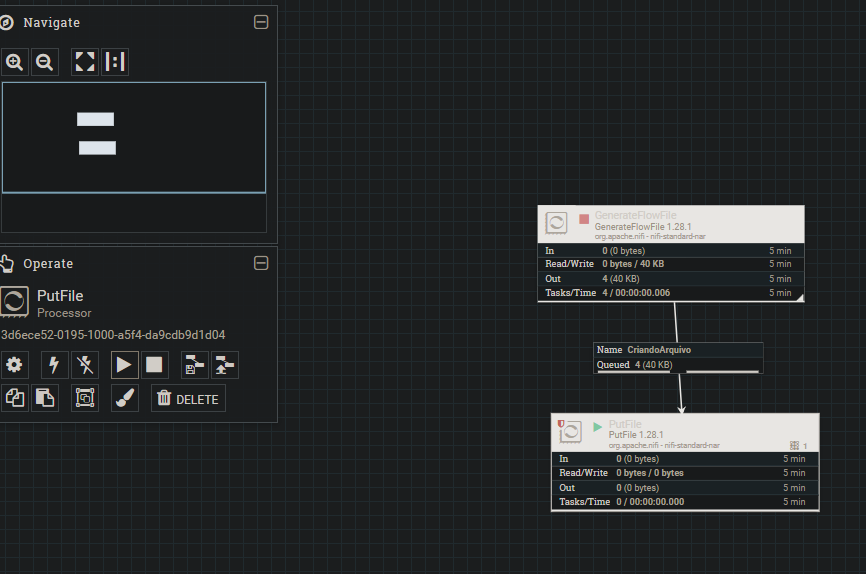 Navigate
Operate
PutFile
Processor
3d6ece52-0195-1000-a5f4-da9cdb9d1d04
DELETE
GenerateFlowFile
GenerateFlowFile 1.28.1
org.apache.nifi - nifi-standard-nar
In 0 (0 bytes) 5 min
Read/Write 0 bytes / 40 KB 5 min
Out 4 (40 KB) 5 min
Tasks/Time 4 / 00:00:00.006 5 min
Name CriandoArquivo
Queued 4 (40 KB)
PutFile
PutFile 1.28.1
org.apache.nifi - nifi-standard-nar
1
In 0 (0 bytes) 5 min
Read/Write 0 bytes / 0 bytes 5 min
Out 0 (0 bytes) 5 min
Tasks/Time 0 / 00:00:00.000 5 min